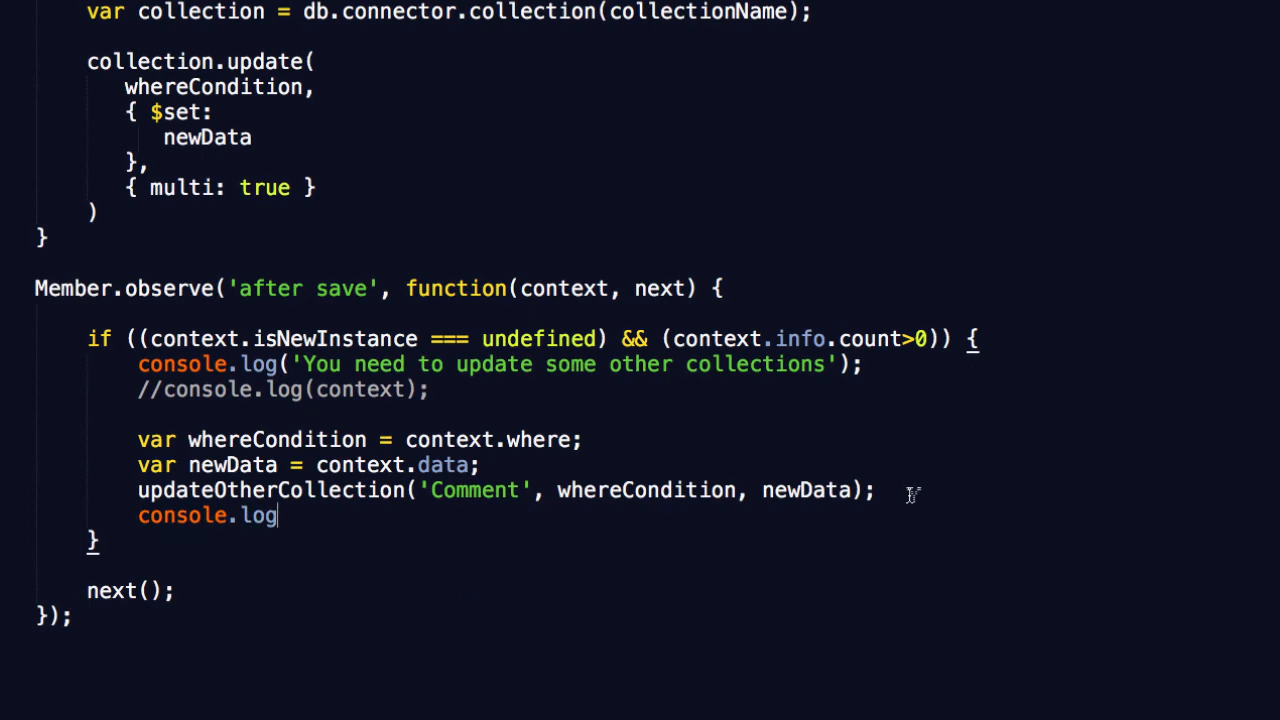 var collection = db.connector.collection(collectionName);
collection.update(
whereCondition,
{ $set:
newData
},
{ multi: true }
)
}
Member.observe('after save', function(context, next) {
if ((context.isNewInstance === undefined) && (context.info.count>0)) {
console.log('You need to update some other collections');
//console.log(context);
var whereCondition = context.where;
var newData = context.data;
updateOtherCollection('Comment', whereCondition, newData);
console.log
}
next();
});